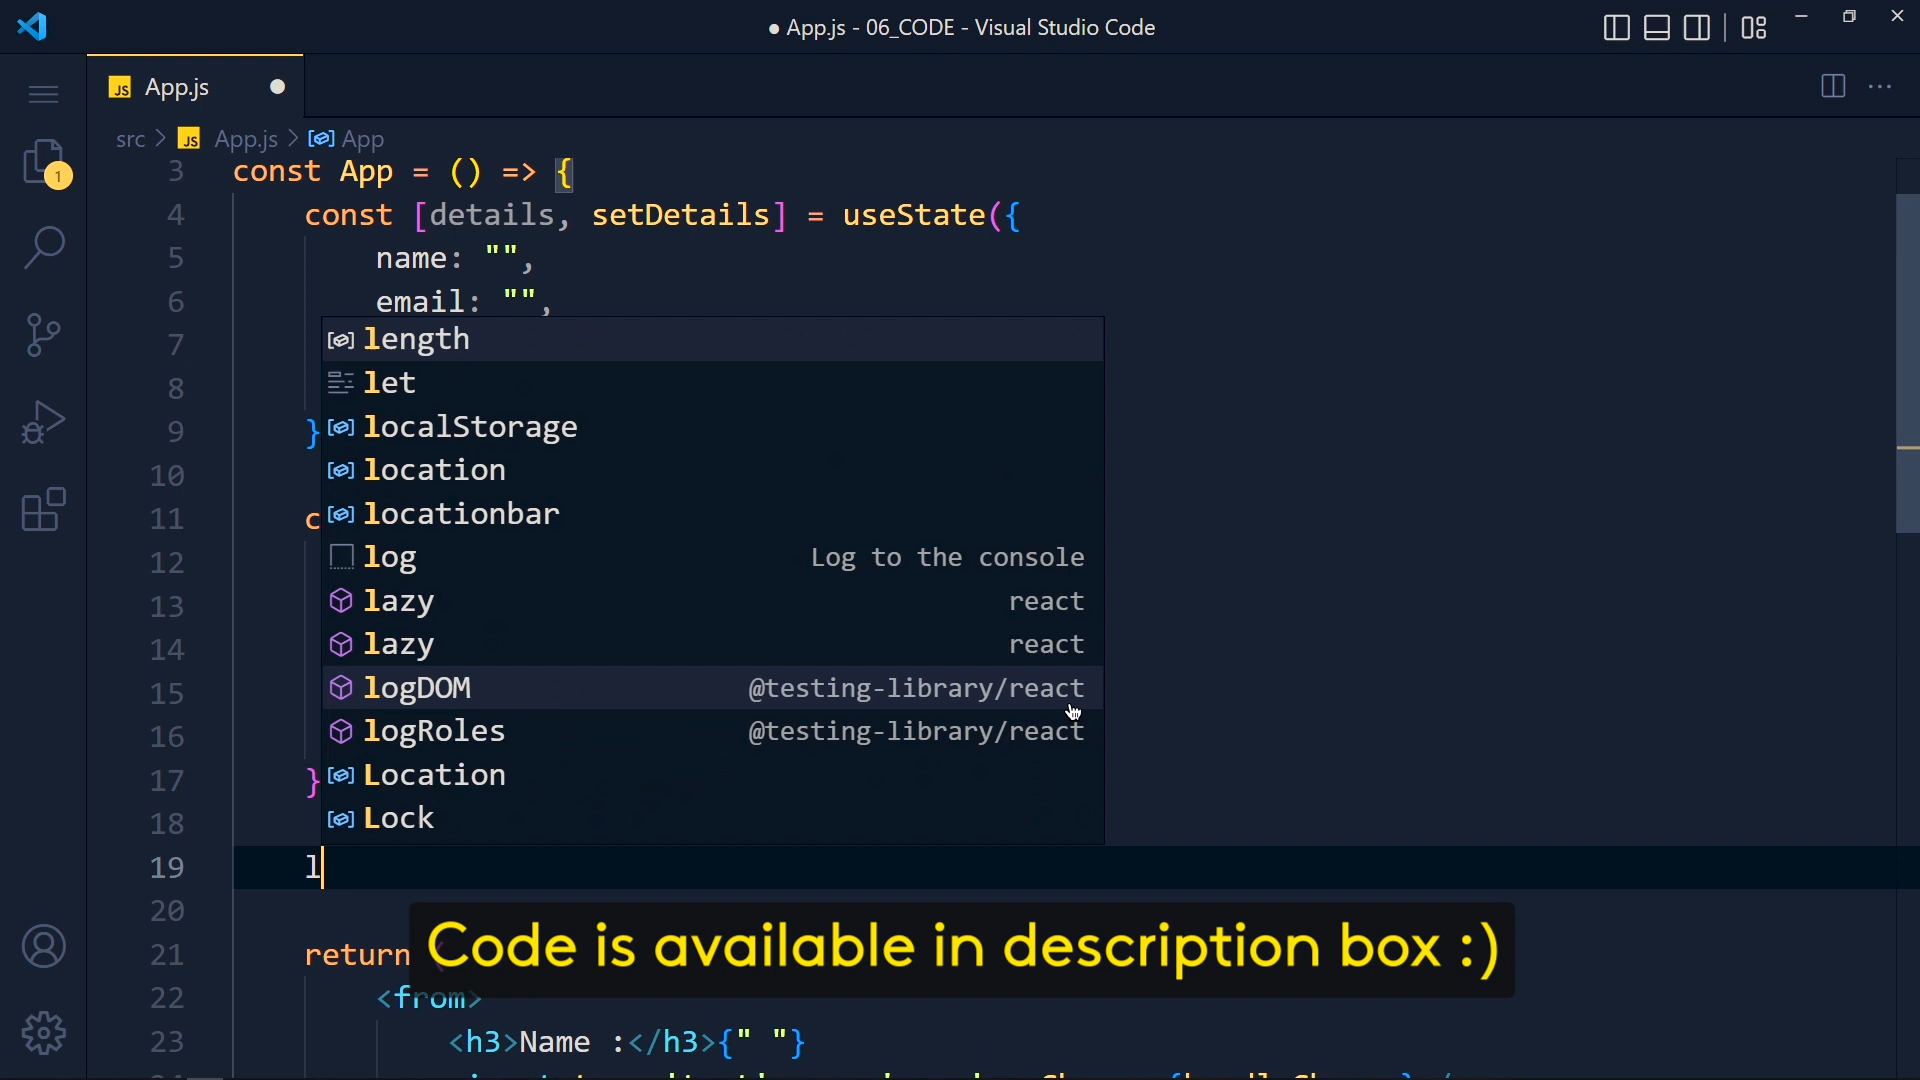 ● App.js - 06_CODE - Visual Studio Code
JS App.js
src > JS App.js > App
3 const App = () => {
4 const [details, setDetails] = useState({
5 name: "",
6 email: "",
7
8
9 }
10
11 c
12
13
14
15
16
17 }
18
19 l
20
21 return (
22 <from>
23 <h3>Name :</h3>{" "}
1
length
let
localStorage
location
locationbar
log Log to the console
lazy react
lazy react
logDOM @testing-library/react
logRoles @testing-library/react
Location
Lock
Code is available in description box :)